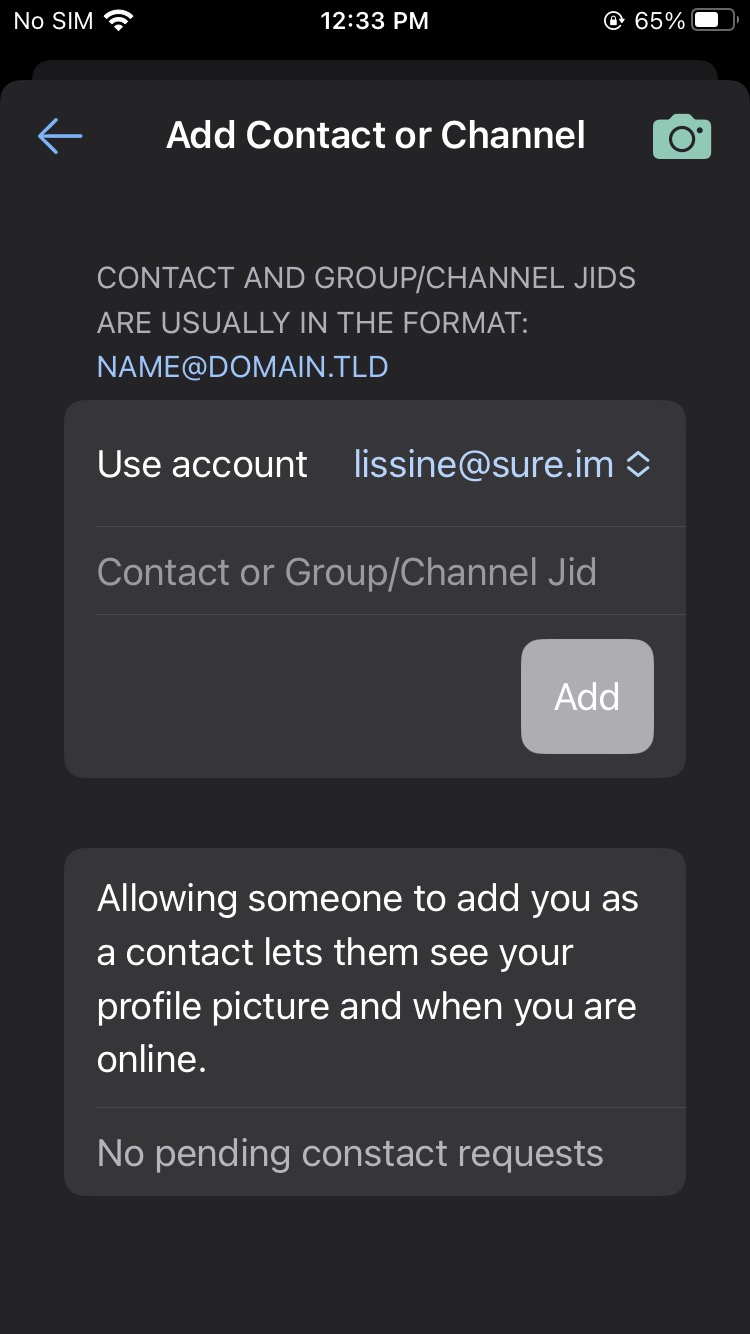 No SIM 12:33 PM 65%
Add Contact or Channel
CONTACT AND GROUP/CHANNEL JIDS
ARE USUALLY IN THE FORMAT:
NAME@DOMAIN.TLD
Use account lissine@sure.im
Contact or Group/Channel Jid
Add
Allowing someone to add you as
a contact lets them see your
profile picture and when you are
online.
No pending constact requests